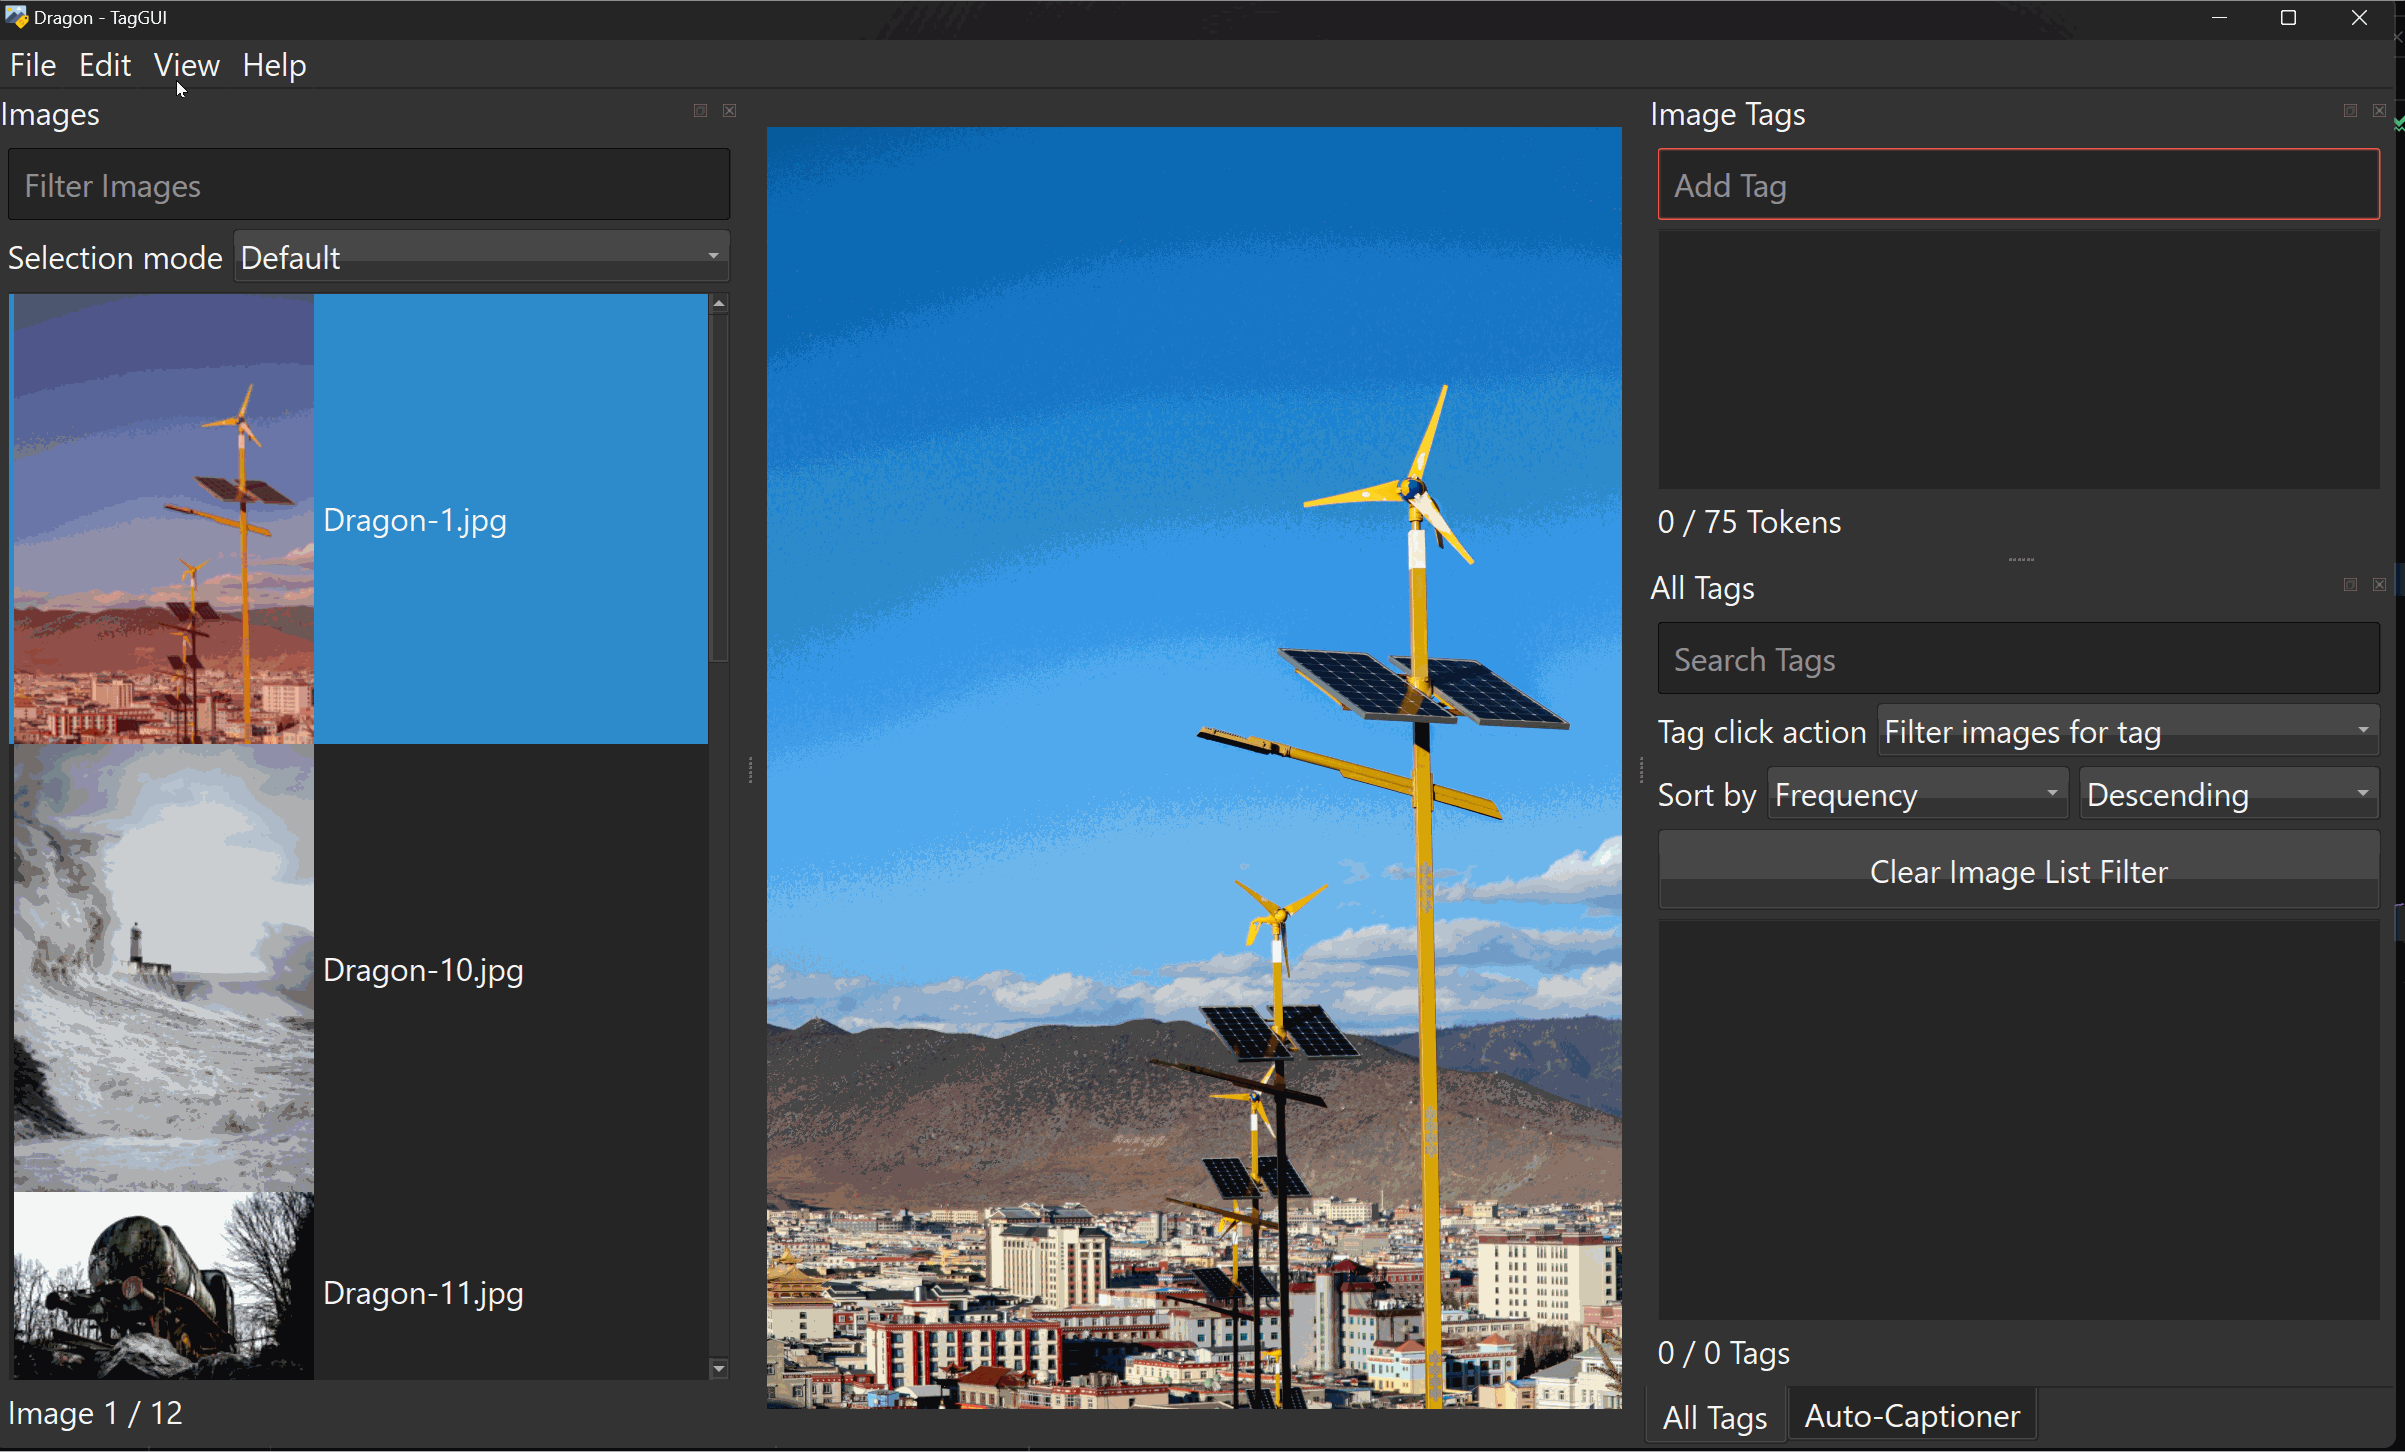 Dragon - TagGUI
File Edit View Help
Images
Filter Images
Selection mode Default
Dragon-1.jpg
Dragon-10.jpg
Dragon-11.jpg
Image 1 / 12
Image Tags
Add Tag
0 / 75 Tokens
All Tags
Search Tags
Tag click action Filter images for tag
Sort by Frequency Descending
Clear Image List Filter
0 / 0 Tags
All Tags Auto-Captioner